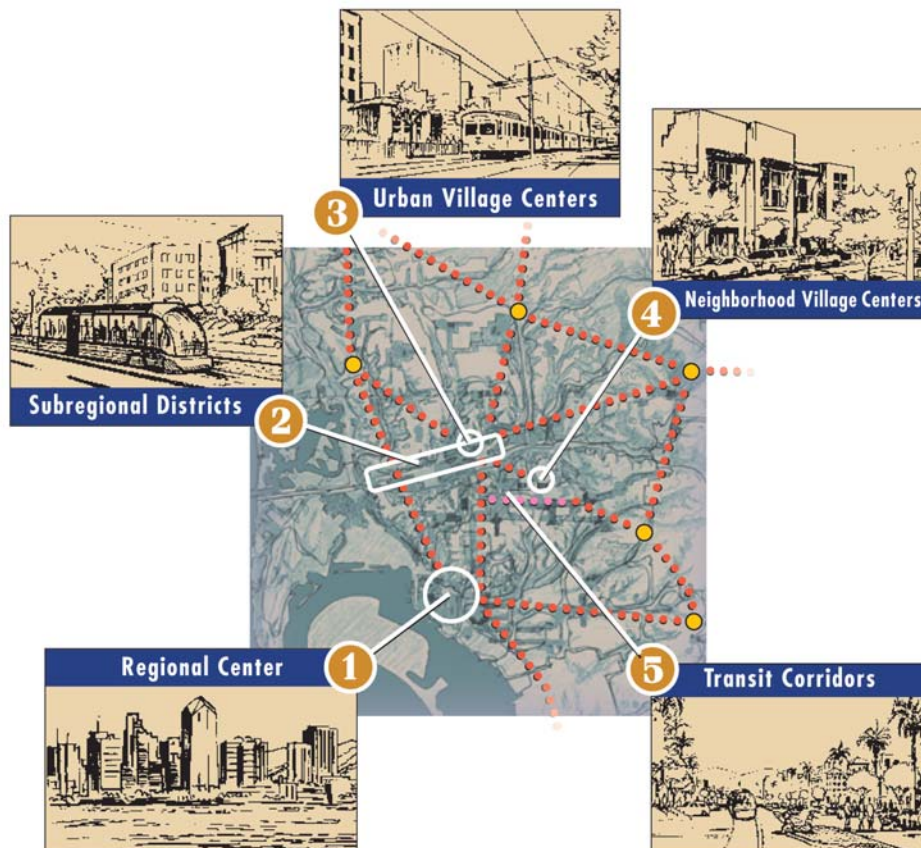 3
Urban Village Centers
4
Neighborhood Village Centers
Subregional Districts
2
Regional Center
1
5
Transit Corridors